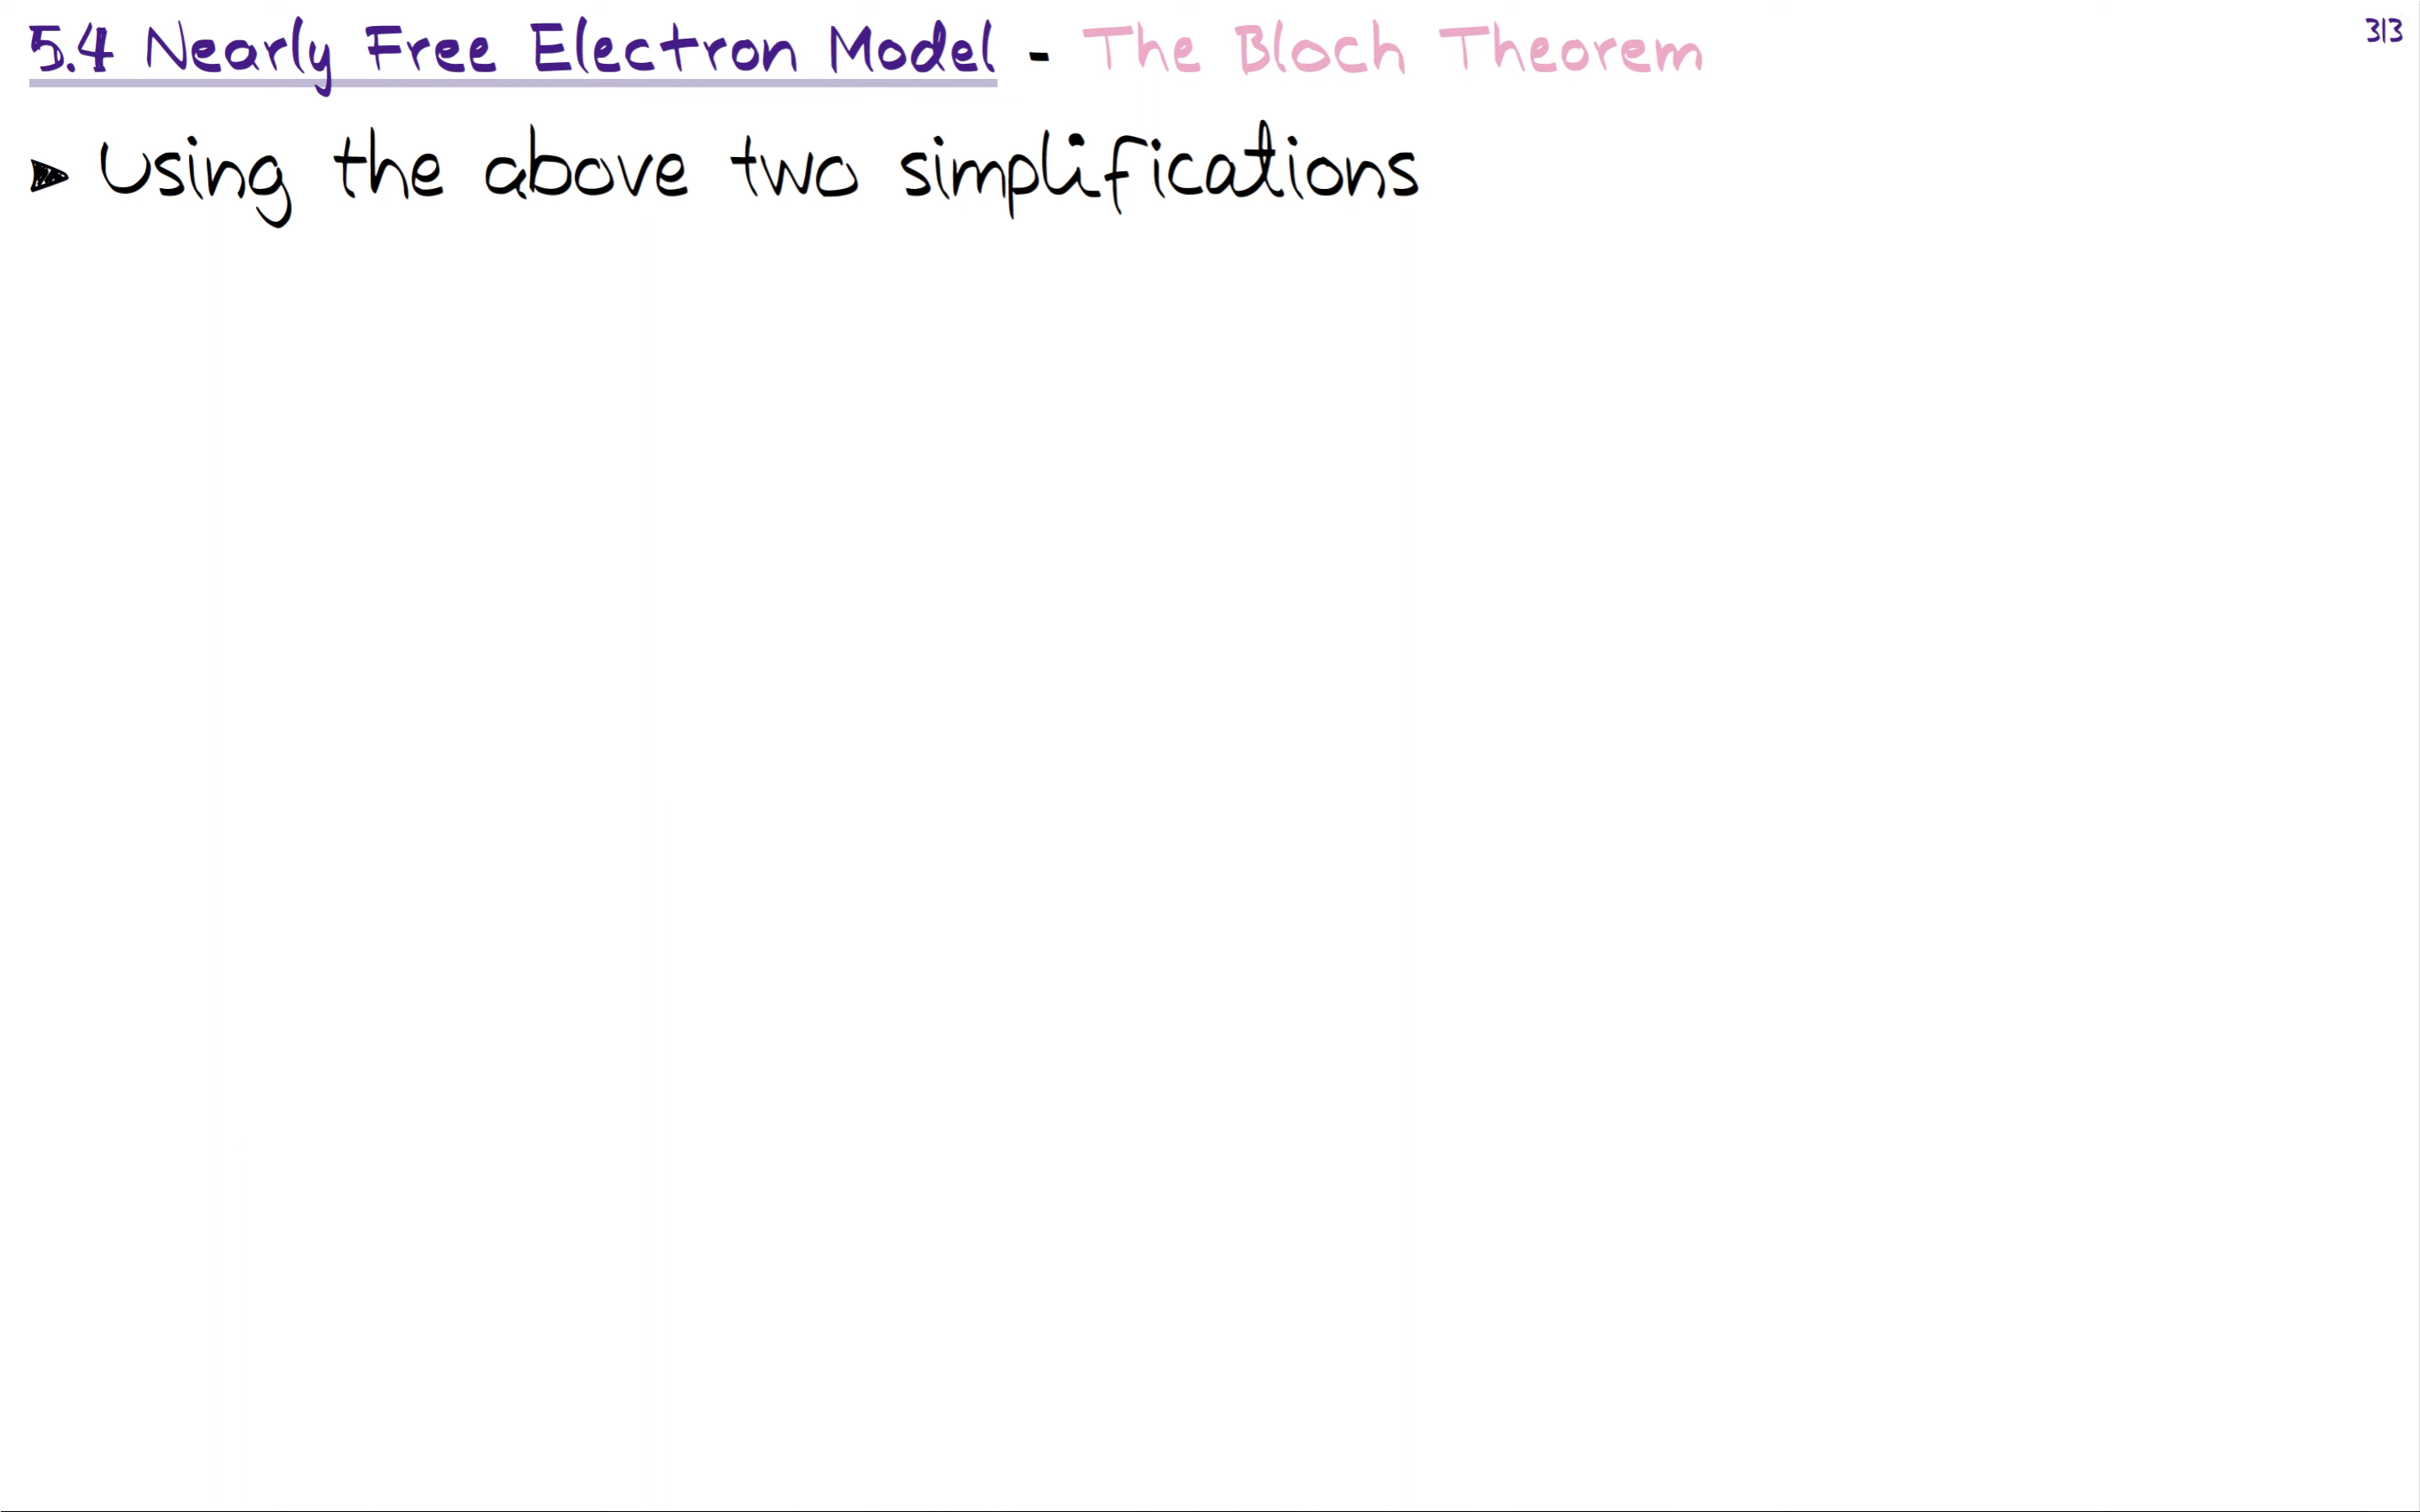 5.4 Nearly Free Electron Model - The Bloch Theorem
313
▸ Using the above two simplifications